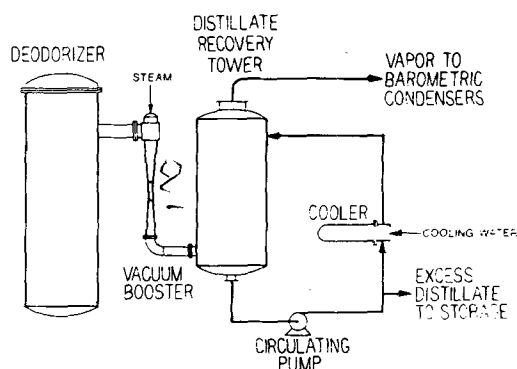 DISTILLATE
RECOVERY
TOWER
DEODORIZER
STEAM
VAPOR TO
BAROMETRIC
CONDENSERS
COOLER
COOLING WATER
VACUUM
BOOSTER
EXCESS
DISTILLATE
TO STORAGE
CIRCULATING
PUMP